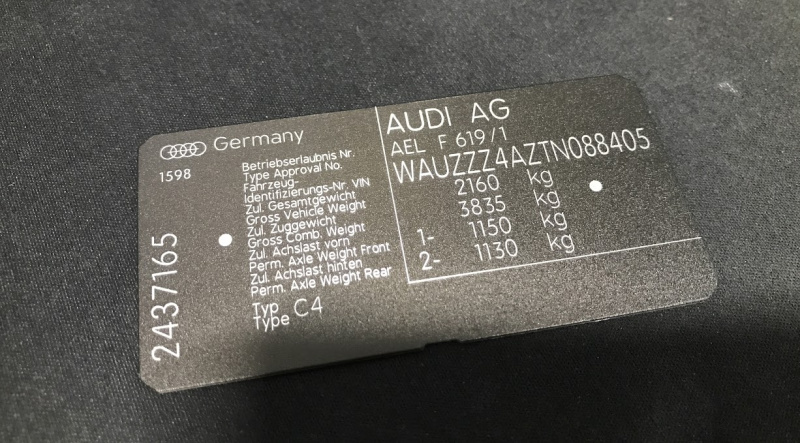 Germany
1598
2437165
Betriebserlaubnis Nr.
Type Approval No.
Fahrzeug-
Identifizierungs-Nr. VIN
Zul. Gesamtgewicht
Gross Vehicle Weight
Zul. Zuggewicht
Gross Comb. Weight
Zul. Achslast vorn
Perm. Axle Weight Front
Zul. Achslast hinten
Perm. Axle Weight Rear
Typ
Type C4
AUDI AG
AEL F 619/1
WAUZZZ4AZTN088405
2160 kg
3835 kg
1- 1150 kg
2- 1130 kg